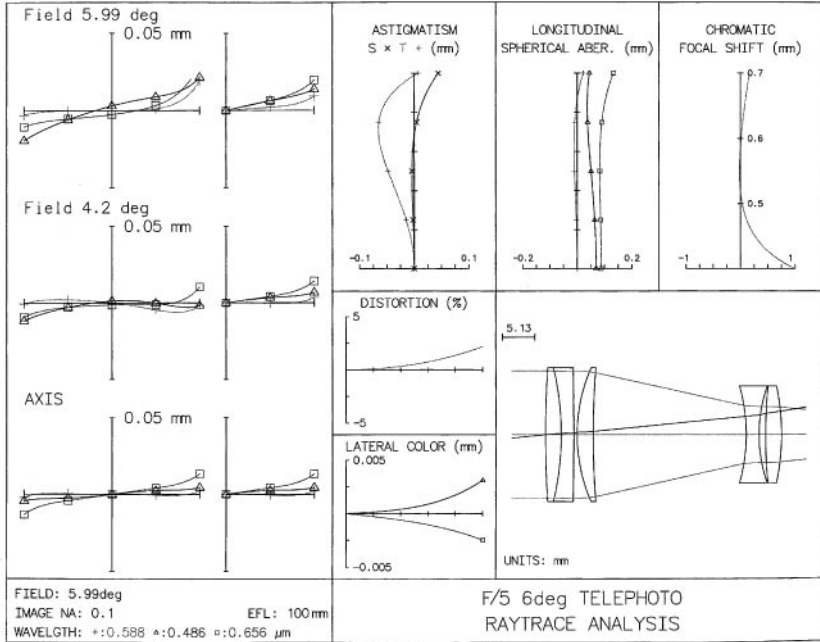 Field 5.99 deg
0.05 mm
Field 4.2 deg
0.05 mm
AXIS
0.05 mm
ASTIGMATISM
S × T + (mm)
-0.1 0.1
LONGITUDINAL
SPHERICAL ABER. (mm)
-0.2 0.2
CHROMATIC
FOCAL SHIFT (mm)
0.7
0.6
0.5
-1 1
DISTORTION (%)
5
-5
LATERAL COLOR (mm)
0.005
-0.005
5.13
UNITS: mm
FIELD: 5.99deg
IMAGE NA: 0.1 EFL: 100mm
WAVELGTH: +:0.588 ▵:0.486 □:0.656 µm
F/5 6deg TELEPHOTO
RAYTRACE ANALYSIS